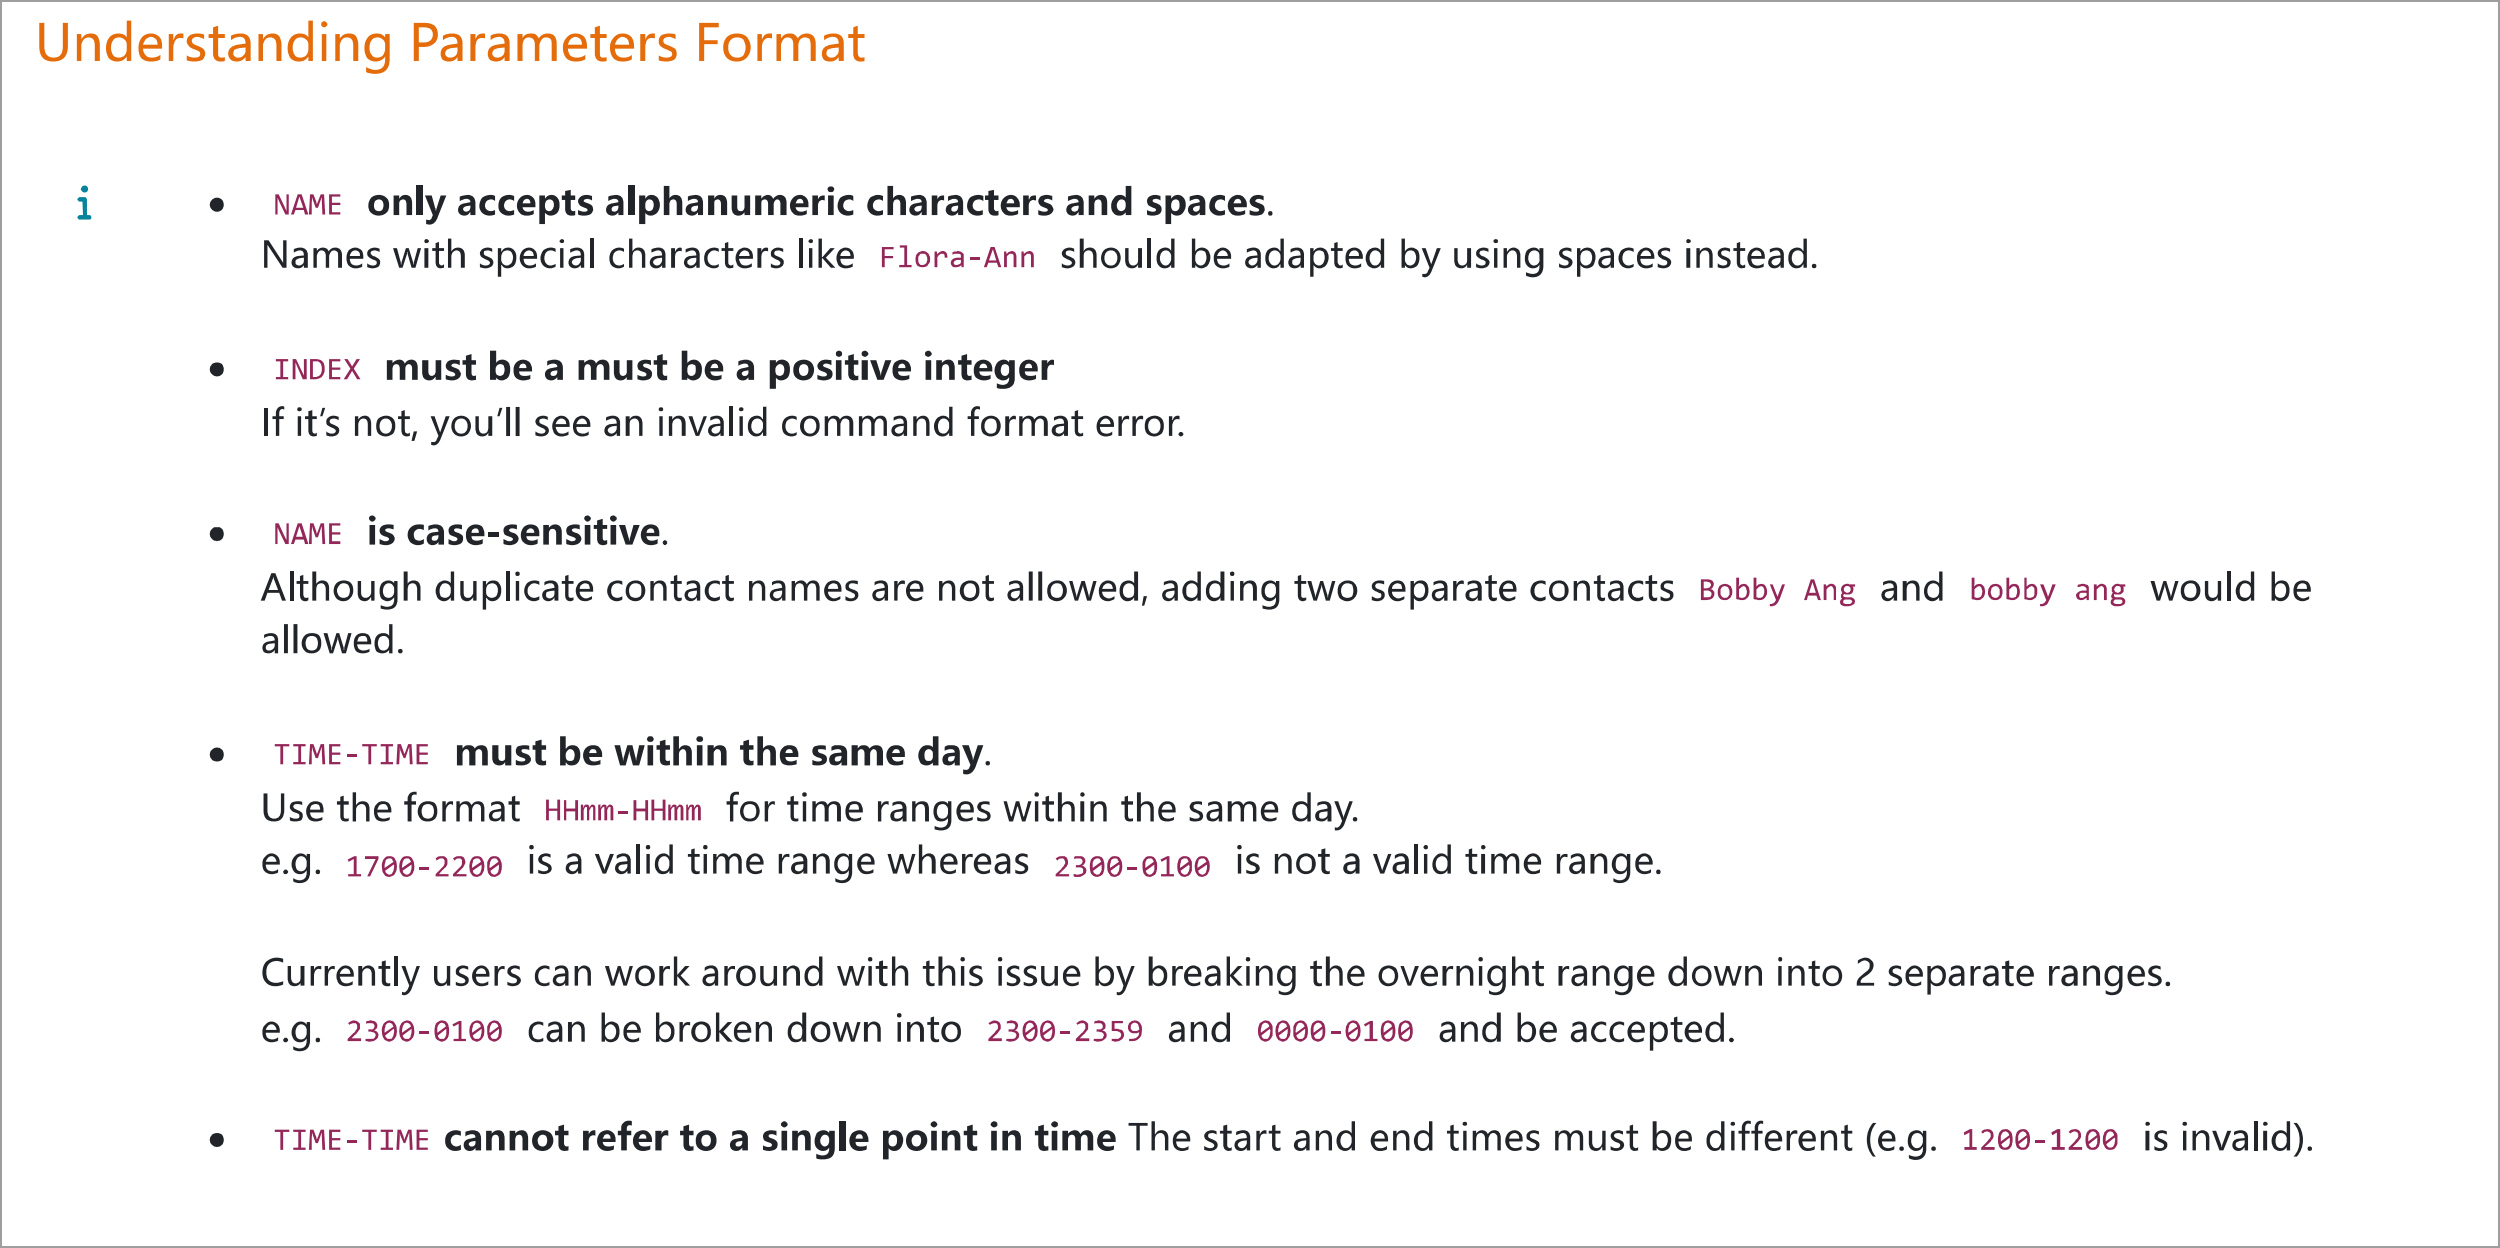 Understanding Parameters Format
i
• NAME only accepts alphanumeric characters and spaces.
Names with special characters like Flora-Ann should be adapted by using spaces instead.
• INDEX must be a must be a positive integer
If it's not, you'll see an invalid command format error.
• NAME is case-sensitive.
Although duplicate contact names are not allowed, adding two separate contacts Bobby Ang and bobby ang would be
allowed.
• TIME-TIME must be within the same day.
Use the format HHmm-HHmm for time ranges within the same day.
e.g. 1700-2200 is a valid time range whereas 2300-0100 is not a valid time range.
Currently users can work around with this issue by breaking the overnight range down into 2 separate ranges.
e.g. 2300-0100 can be broken down into 2300-2359 and 0000-0100 and be accepted.
• TIME-TIME cannot refer to a single point in time The start and end times must be different (e.g. 1200-1200 is invalid).